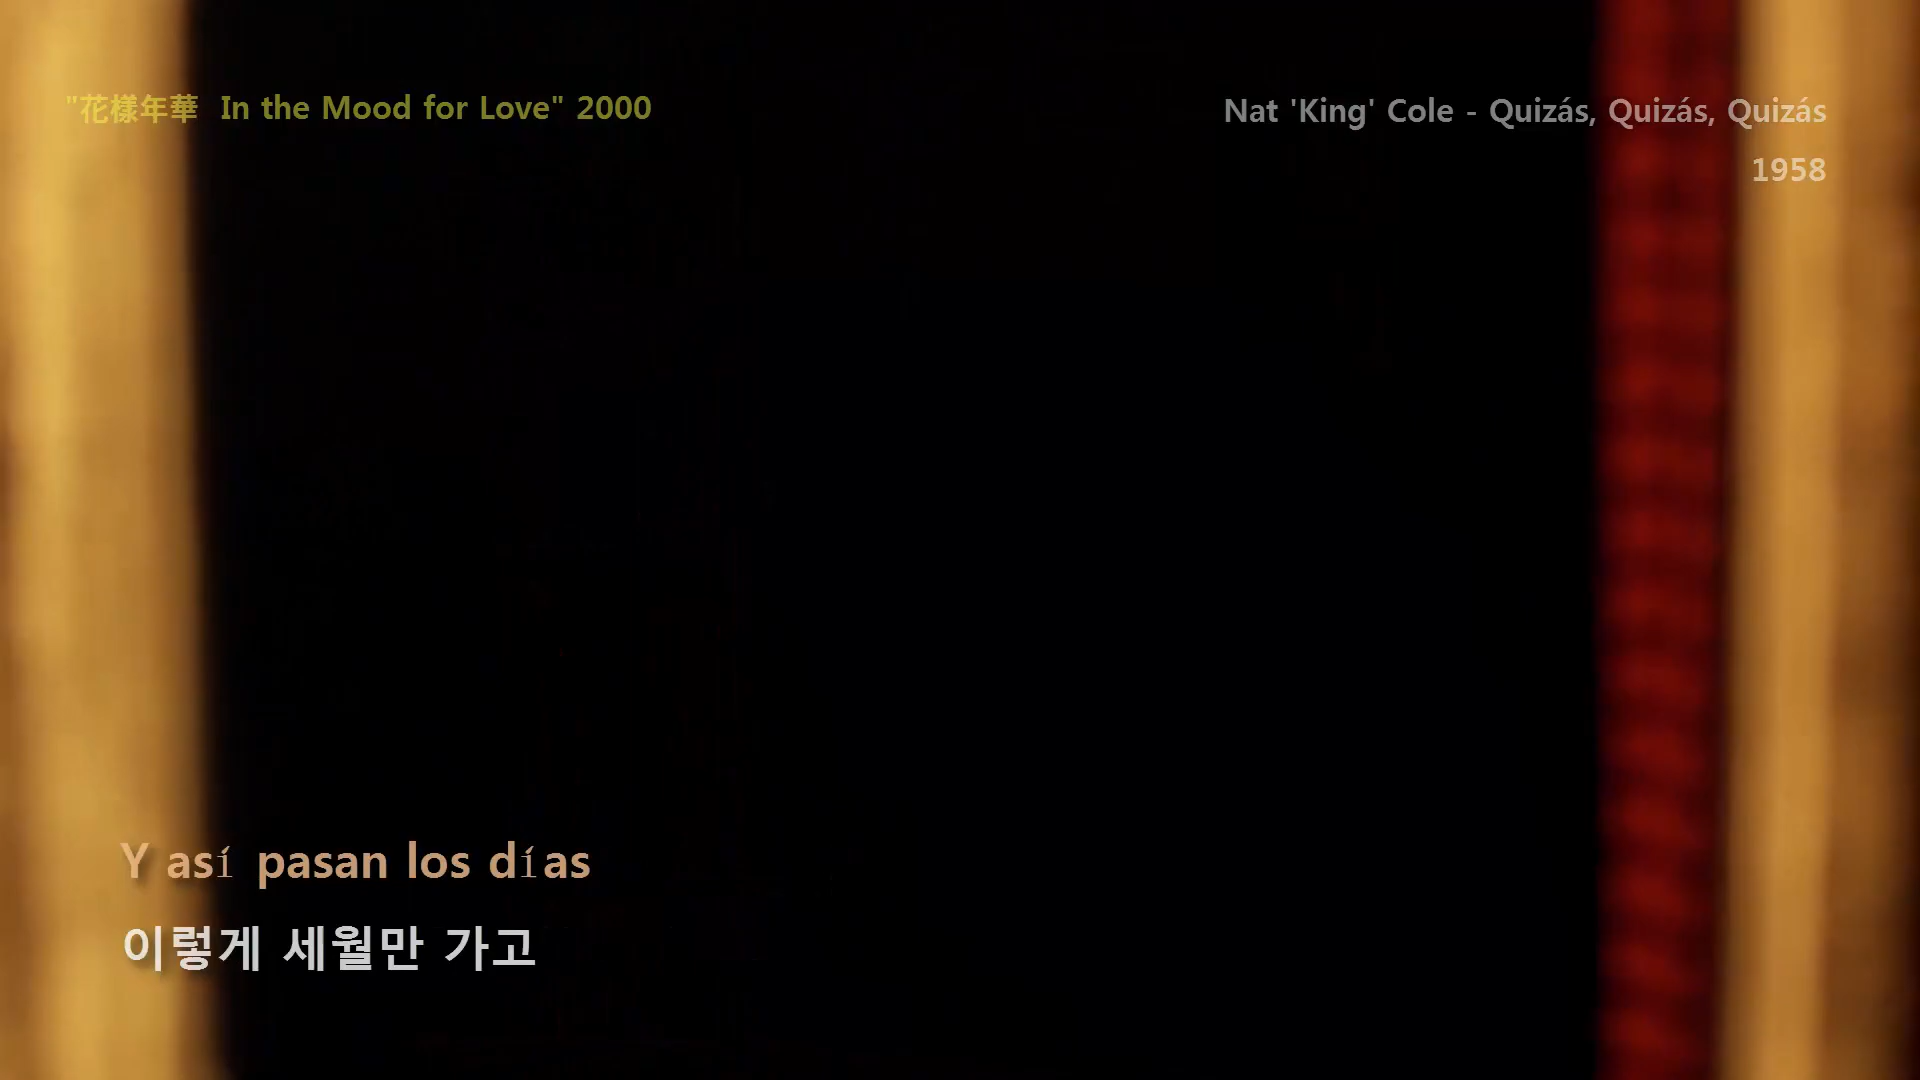 "花樣年華 In the Mood for Love" 2000
Nat 'King' Cole - Quizás, Quizás, Quizás
1958
Y así pasan los días
이렇게 세월만 가고